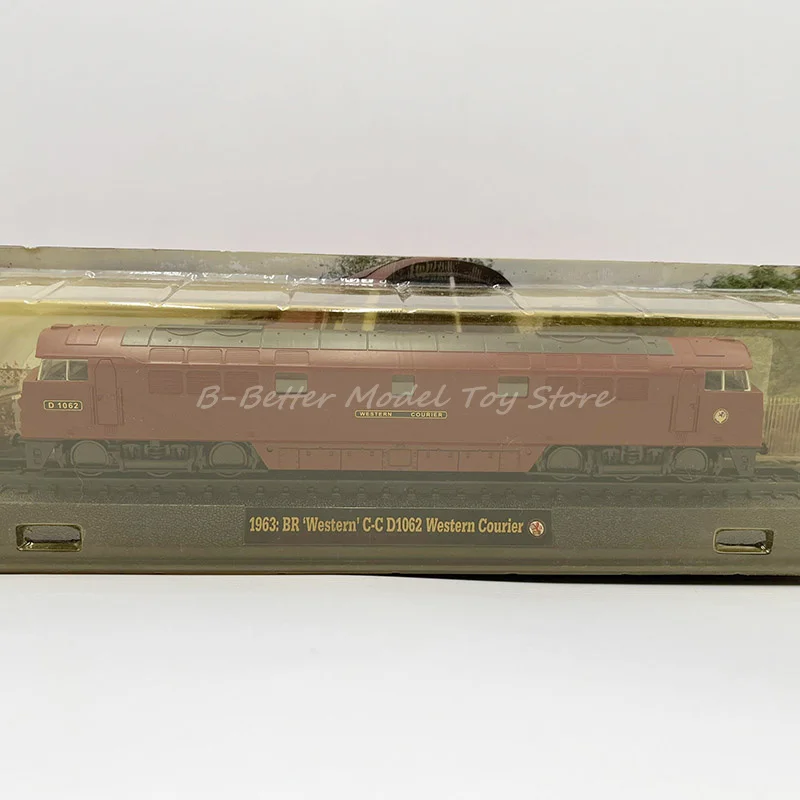 B-Better Model Toy Store
D 1062
WESTERN COURIER
1963: BR 'Western' C-C D1062 Western Courier